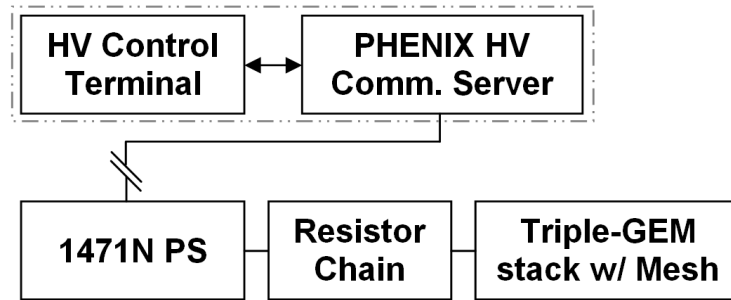 HV Control
Terminal
PHENIX HV
Comm. Server
1471N PS
Resistor
Chain
Triple-GEM
stack w/ Mesh